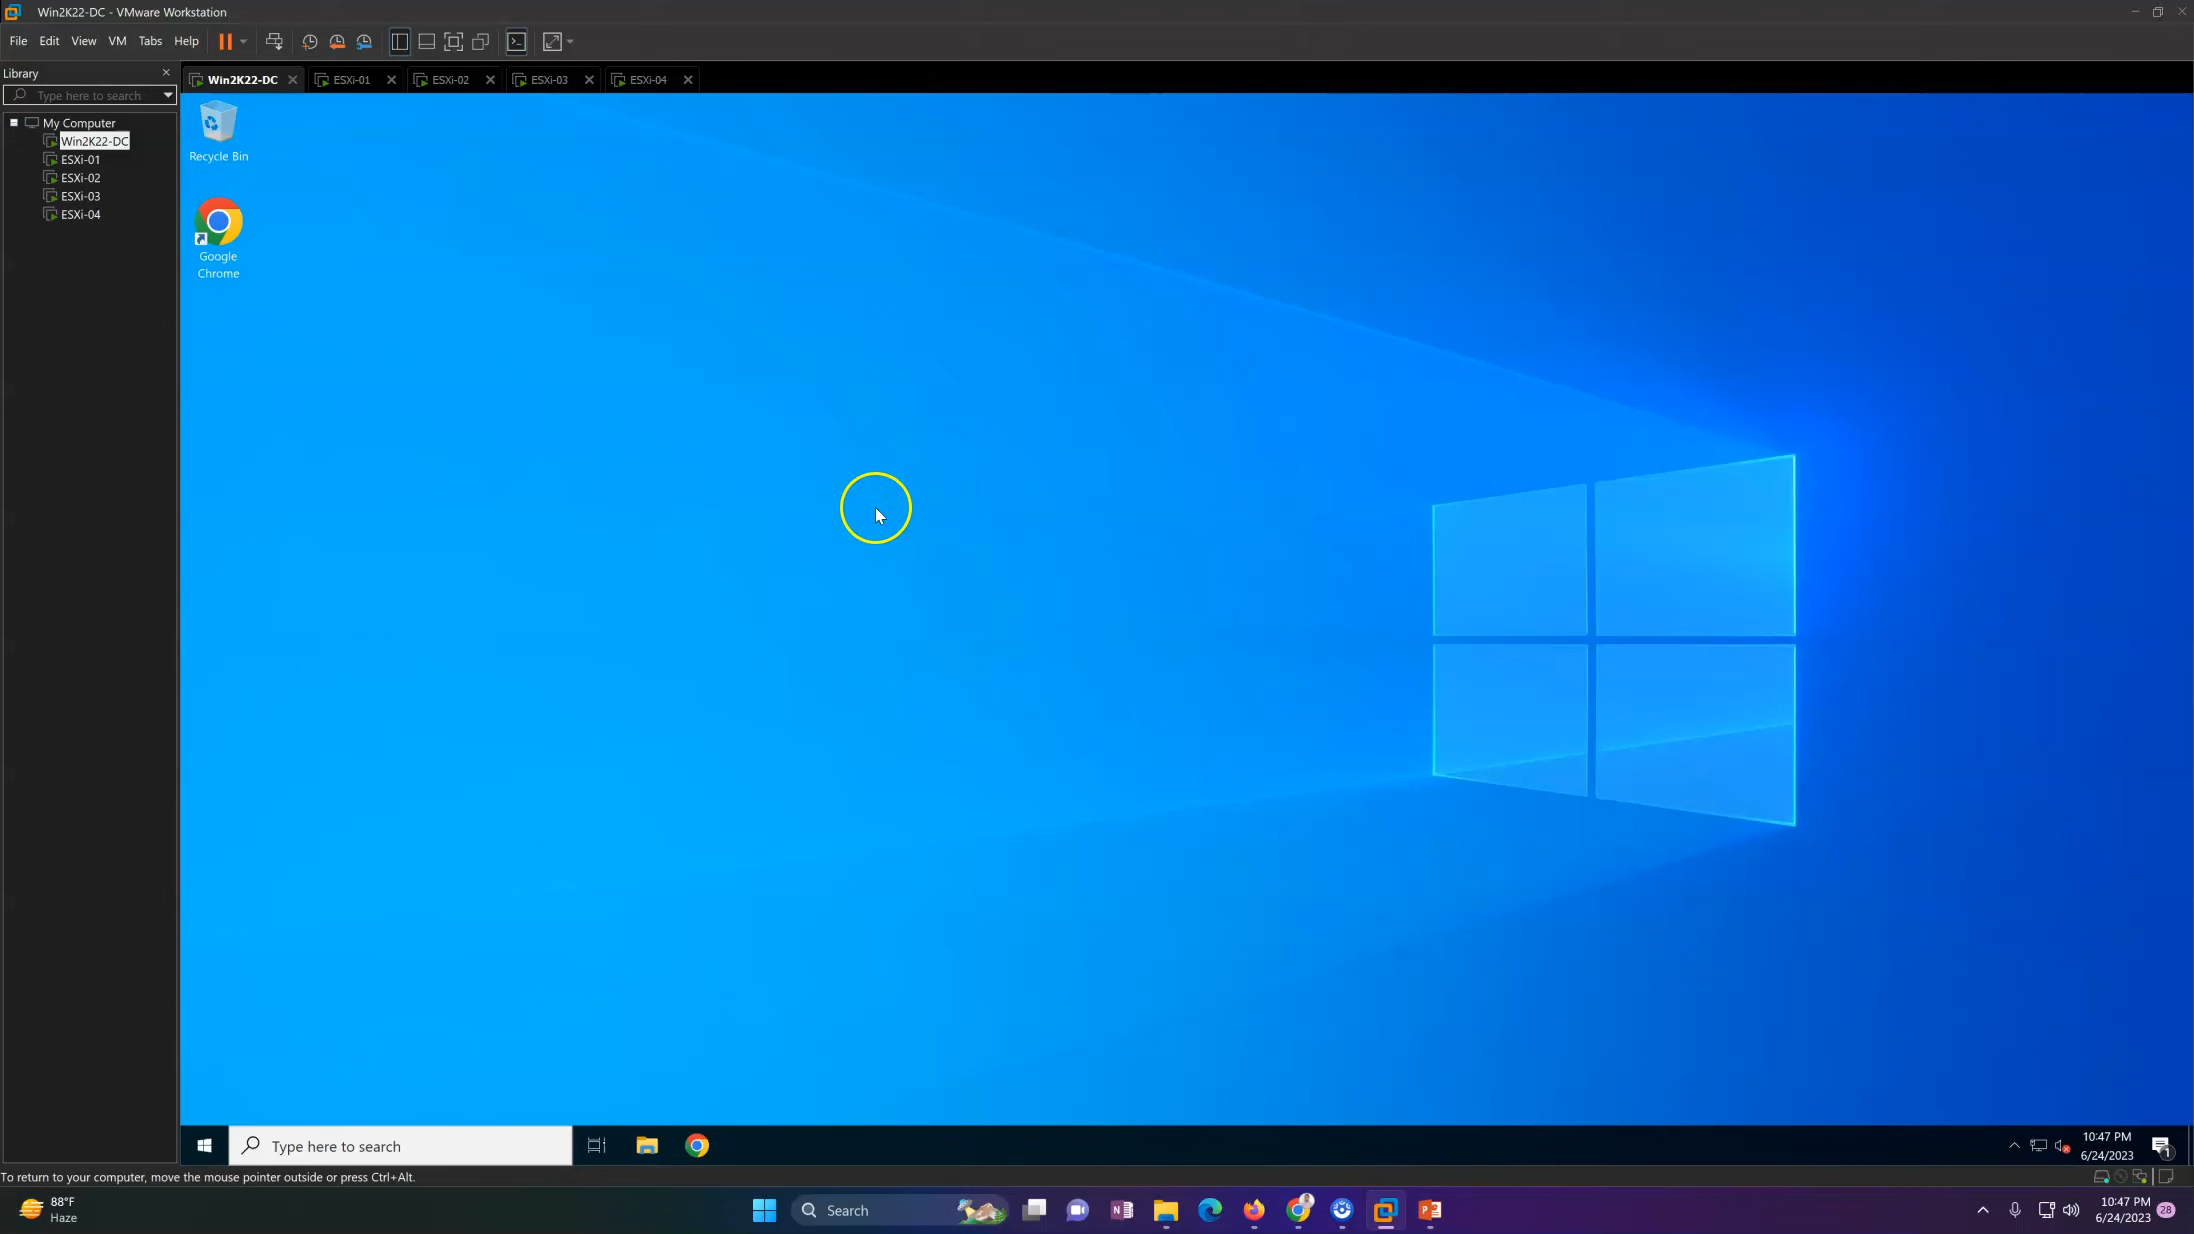 Win2K22-DC - VMware Workstation
File Edit View VM Tabs Help
Library
Type here to search
My Computer
Win2K22-DC
ESXi-01
ESXi-02
ESXi-03
ESXi-04
Win2K22-DC ESXi-01 ESXi-02 ESXi-03 ESXi-04
Recycle Bin
Google
Chrome
Type here to search
10:47 PM
6/24/2023
1
To return to your computer, move the mouse pointer outside or press Ctrl+Alt.
88°F
Haze
Search
N
P
10:47 PM
6/24/2023
28